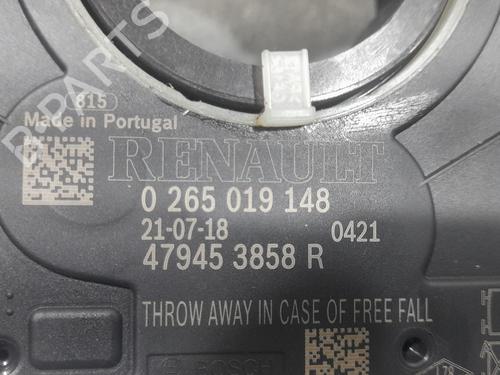 815
Made in Portugal
RENAULT
0 265 019 148
21-07-18 0421
47945 3858 R
THROW AWAY IN CASE OF FREE FALL
BOSCH
178
B-PARTS